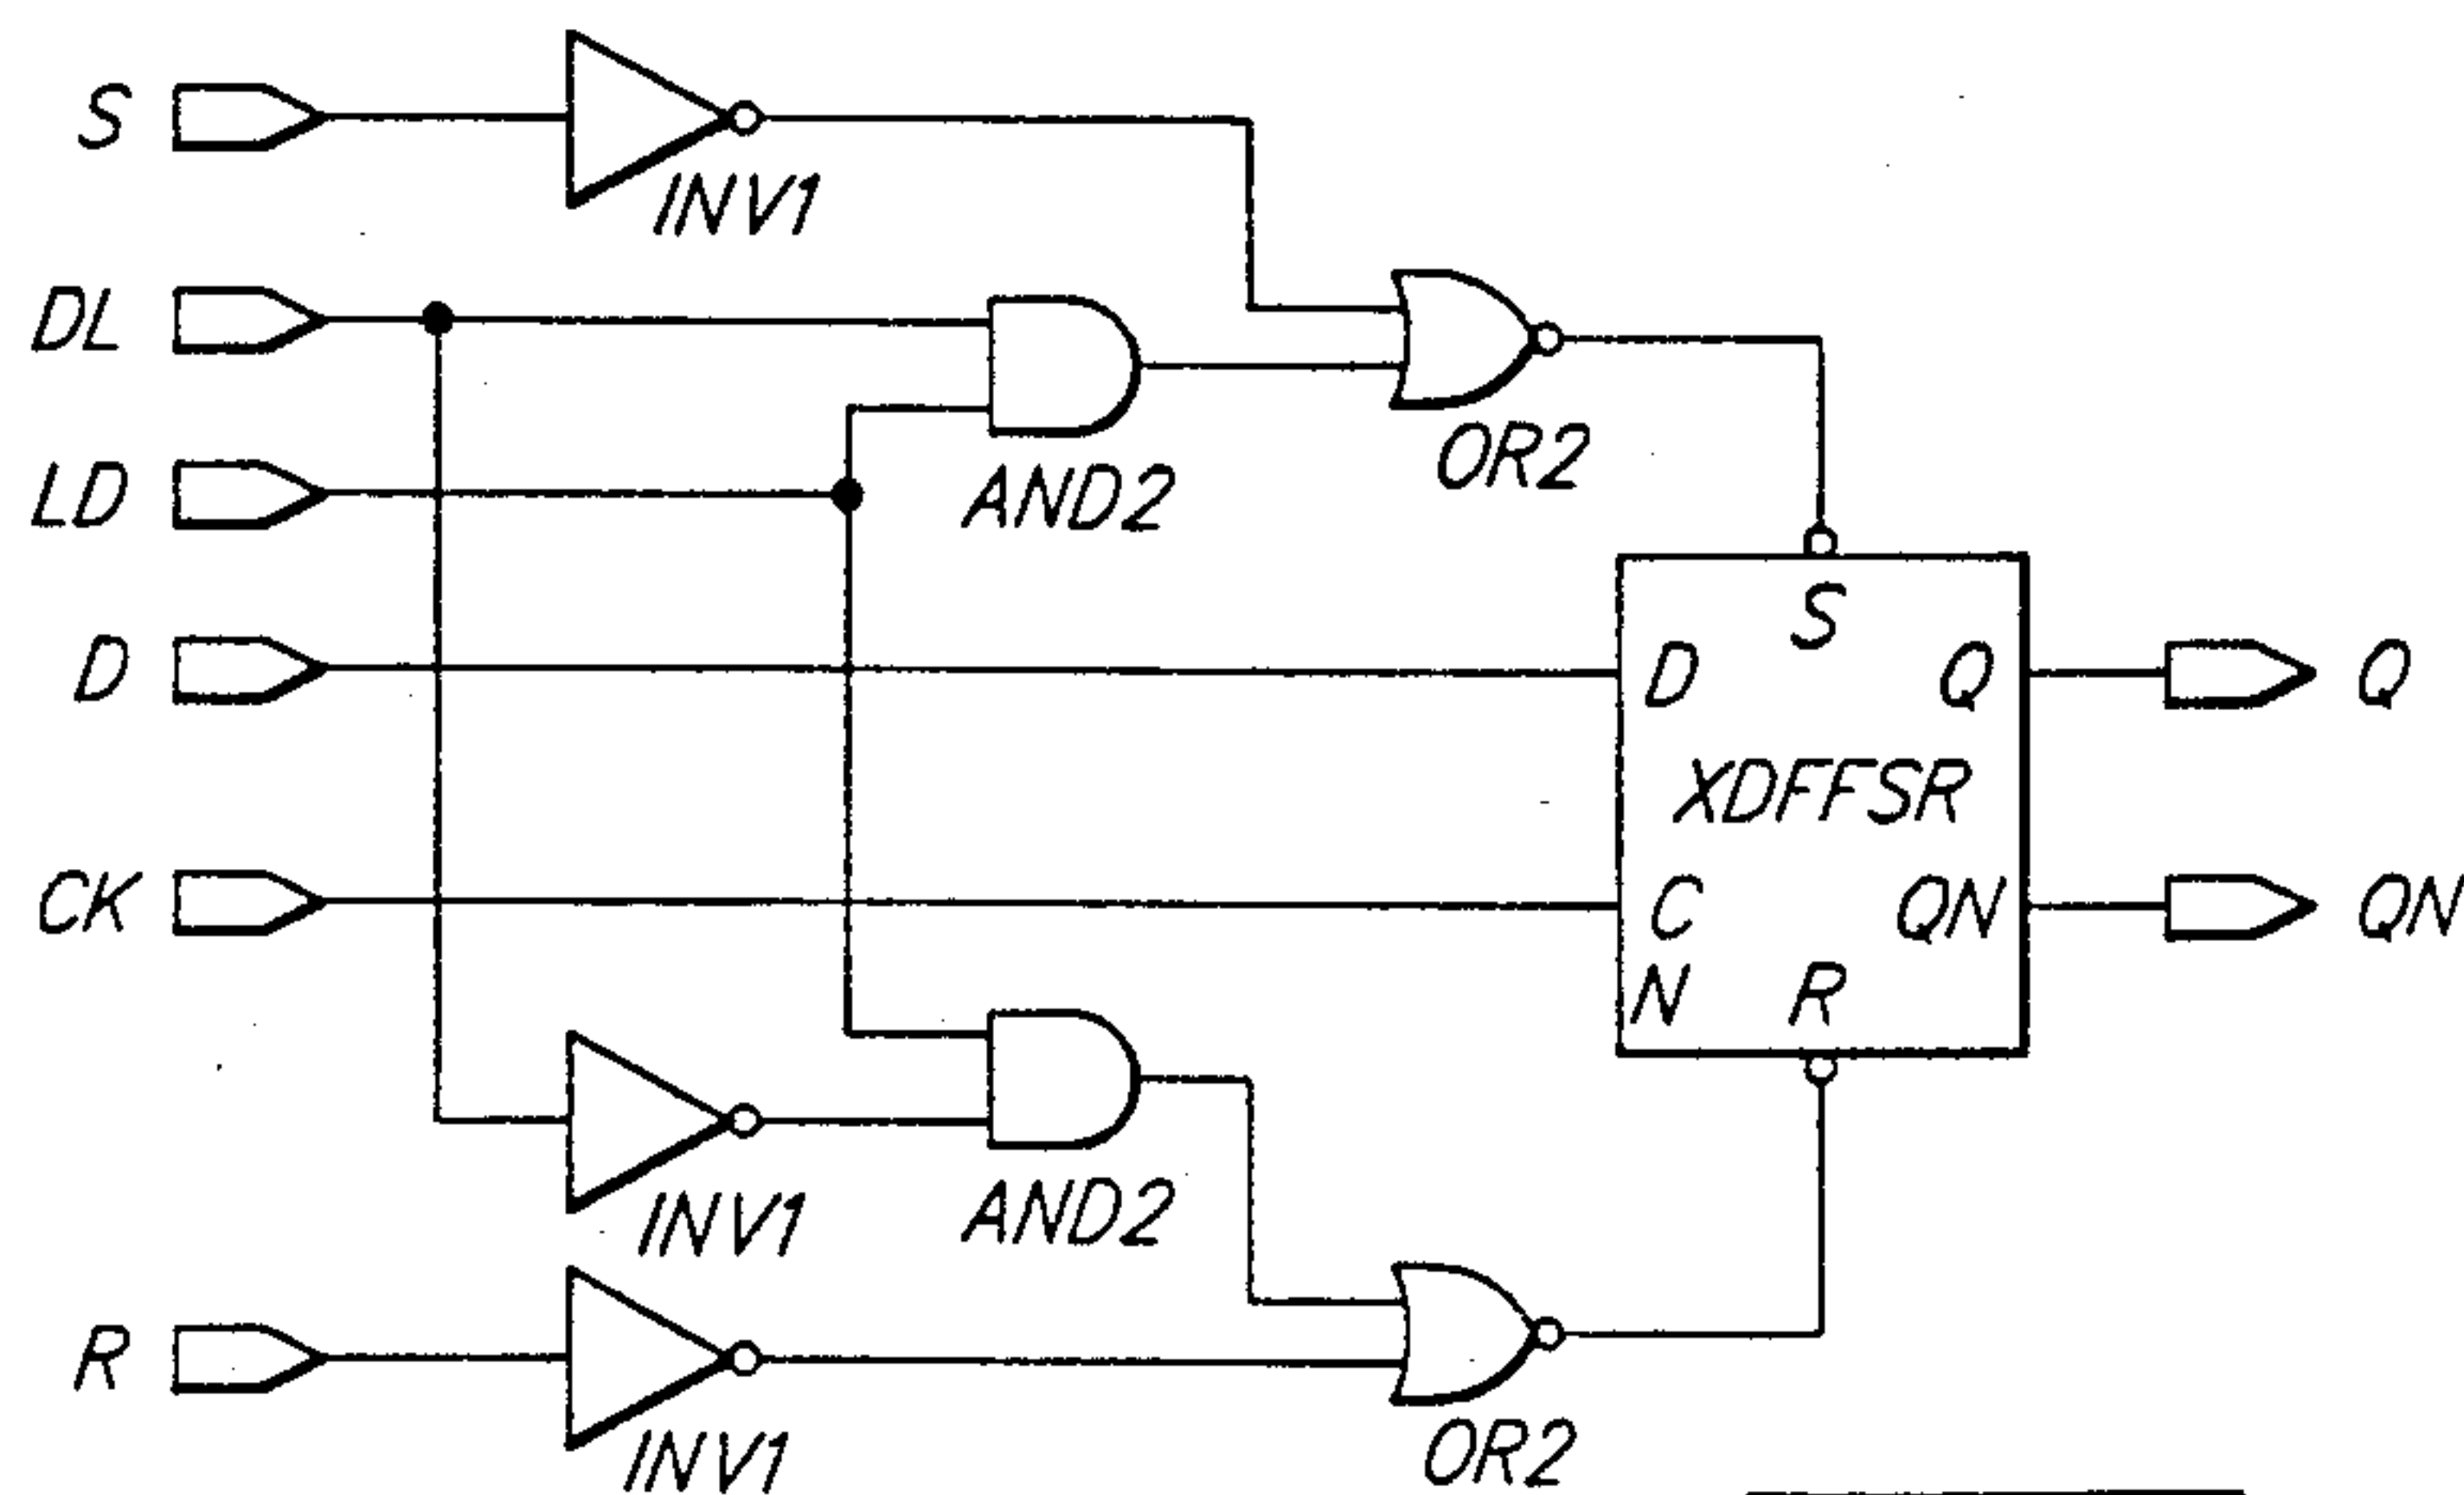 S
INV1
DL
LD
AND2
OR2
S
D
D
Q
Q
XDFFSR
CK
C
QN
QN
N
R
INV1
AND2
R
INV1
OR2